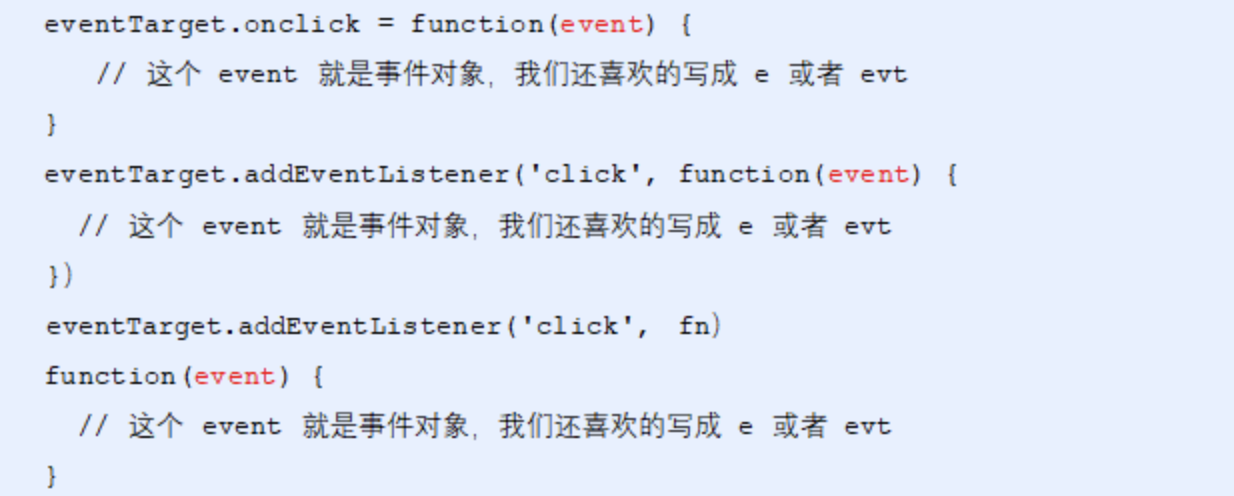 eventTarget.onclick = function(event) {
// 这个 event 就是事件对象，我们还喜欢的写成 e 或者 evt
}
eventTarget.addEventListener('click', function(event) {
// 这个 event 就是事件对象，我们还喜欢的写成 e 或者 evt
})
eventTarget.addEventListener('click', fn)
function(event) {
// 这个 event 就是事件对象，我们还喜欢的写成 e 或者 evt
}